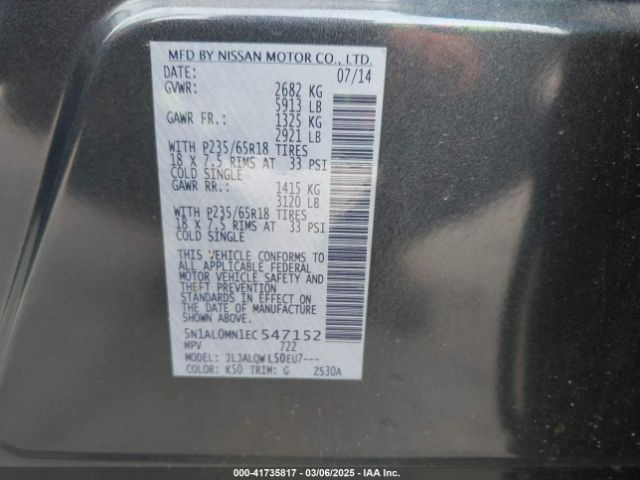 MFD BY NISSAN MOTOR CO., LTD.
DATE: 07/14
GVWR: 2682 KG
5913 LB
GAWR FR.: 1325 KG
2921 LB
WITH P235/65R18 TIRES
18 X 7.5 RIMS AT 33 PSI
COLD SINGLE
GAWR RR.: 1415 KG
3120 LB
WITH P235/65R18 TIRES
18 X 7.5 RIMS AT 33 PSI
COLD SINGLE
THIS VEHICLE CONFORMS TO
ALL APPLICABLE FEDERAL
MOTOR VEHICLE SAFETY AND
THEFT PREVENTION
STANDARDS IN EFFECT ON
THE DATE OF MANUFACTURE
SHOWN ABOVE
5N1AL0MN1EC547152
MPV 722
MODEL: JLJALQWL50EU7---
COLOR: K50 TRIM: G ZS30A
000-41735817 — 03/06/2025 — IAA Inc.